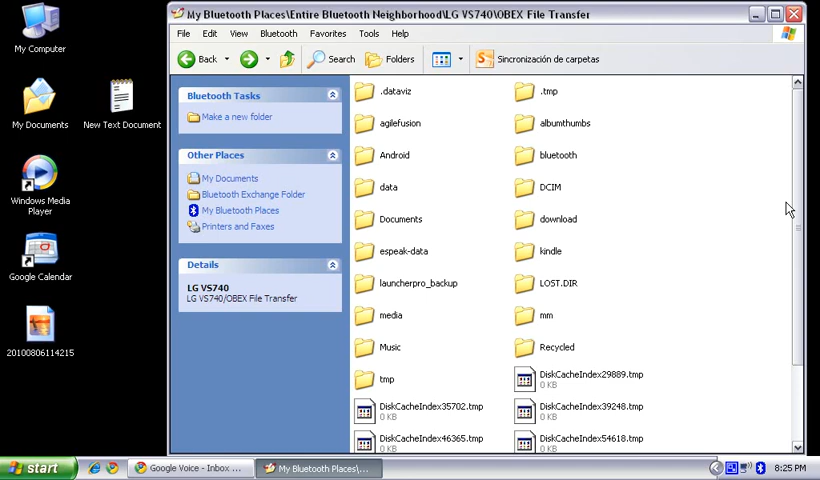 My Computer
My Documents
New Text Document
Windows Media
Player
Google Calendar
20100806114215
My Bluetooth Places\Entire Bluetooth Neighborhood\LG VS740\OBEX File Transfer
File Edit View Bluetooth Favorites Tools Help
Back Search Folders Sincronización de carpetas
Bluetooth Tasks
Make a new folder
Other Places
My Documents
Bluetooth Exchange Folder
My Bluetooth Places
Printers and Faxes
Details
LG VS740
LG VS740/OBEX File Transfer
.dataviz .tmp
agilefusion albumthumbs
Android bluetooth
data DCIM
Documents download
espeak-data kindle
launcherpro_backup LOST.DIR
media mm
Music Recycled
tmp DiskCacheIndex29889.tmp
0 KB
DiskCacheIndex35702.tmp DiskCacheIndex39248.tmp
0 KB 0 KB
DiskCacheIndex46365.tmp DiskCacheIndex54618.tmp
0 KB 0 KB
start Google Voice - Inbox ... My Bluetooth Places\... 8:25 PM